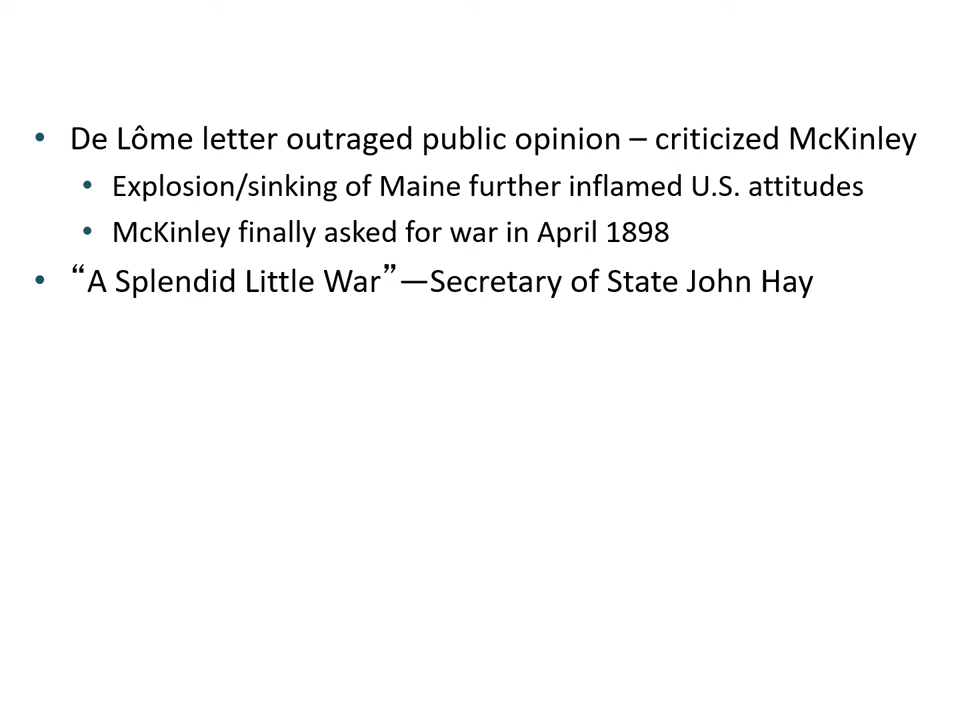 • De Lôme letter outraged public opinion – criticized McKinley
• Explosion/sinking of Maine further inflamed U.S. attitudes
• McKinley finally asked for war in April 1898
• “A Splendid Little War”—Secretary of State John Hay